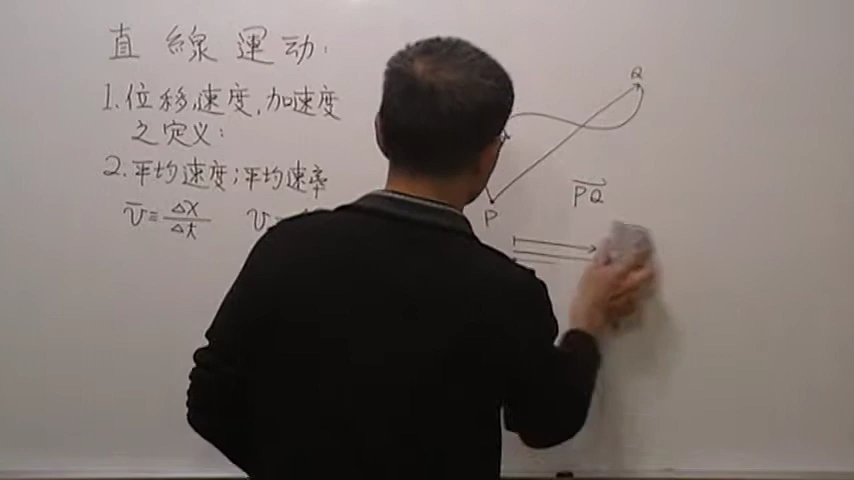 直線運动:
1.位移,速度,加速度
之定义:
2.平均速度;平均速率
v̄≡Δx/Δt v=
Q
P
PQ